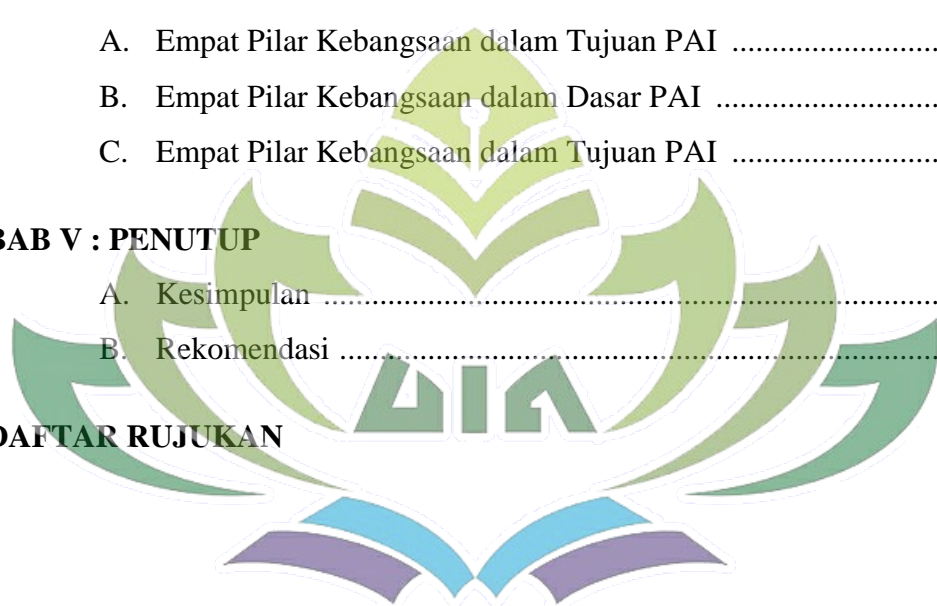 A. Empat Pilar Kebangsaan dalam Tujuan PAI ..........................
B. Empat Pilar Kebangsaan dalam Dasar PAI ............................
C. Empat Pilar Kebangsaan dalam Tujuan PAI ..........................
BAB V : PENUTUP
A. Kesimpulan ......................................................................
B. Rekomendasi ....................................................................
DAFTAR RUJUKAN
UIN